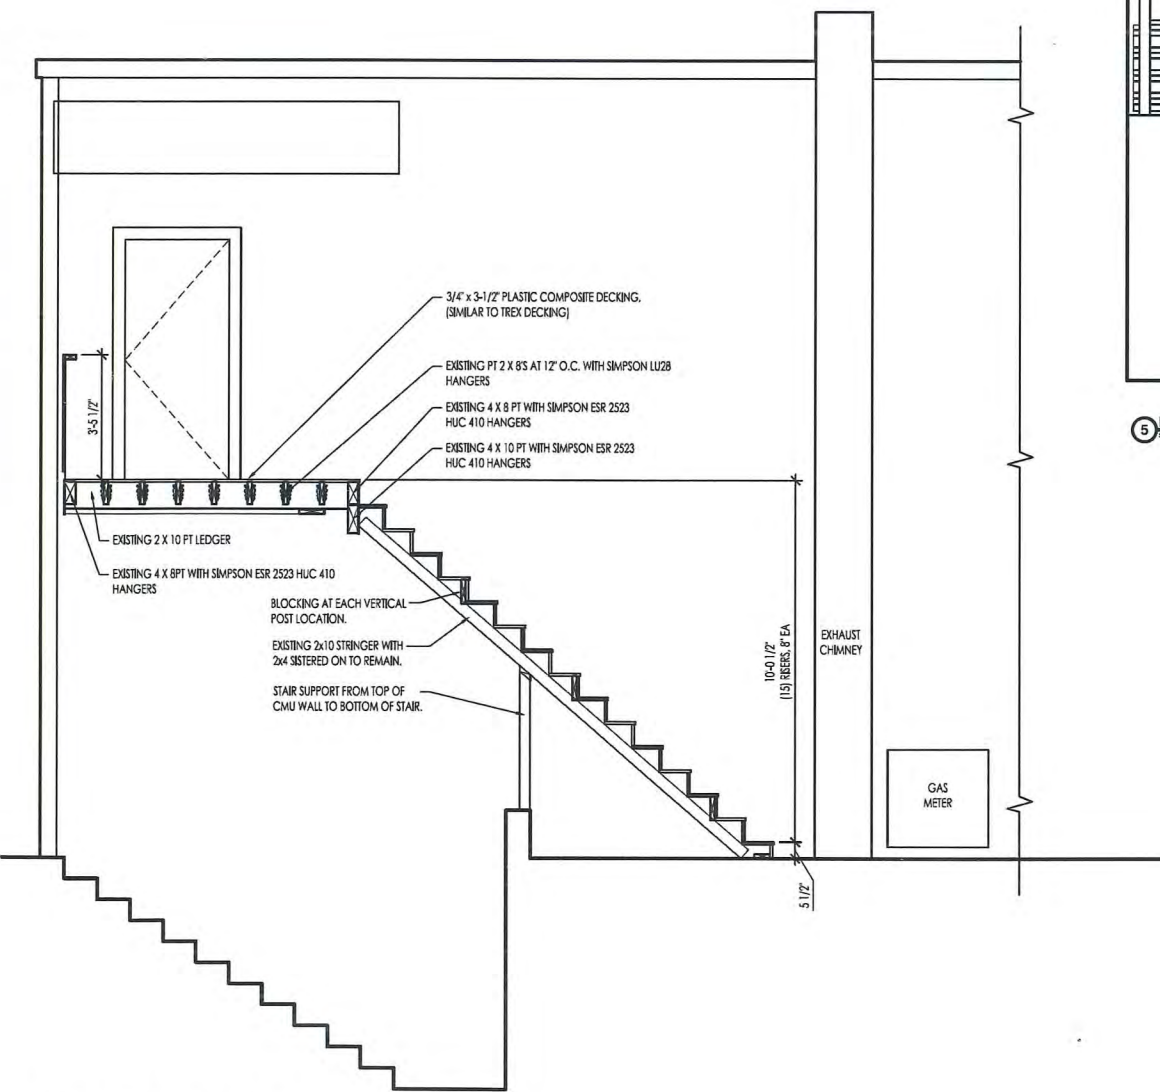 3/4" x 3-1/2" PLASTIC COMPOSITE DECKING,
(SIMILAR TO TREX DECKING)
EXISTING PT 2 X 8'S AT 12" O.C. WITH SIMPSON LU28
HANGERS
EXISTING 4 X 8 PT WITH SIMPSON ESR 2523
HUC 410 HANGERS
EXISTING 4 X 10 PT WITH SIMPSON ESR 2523
HUC 410 HANGERS
3'-5 1/2"
5
EXISTING 2 X 10 PT LEDGER
EXISTING 4 X 8PT WITH SIMPSON ESR 2523 HUC 410
HANGERS
BLOCKING AT EACH VERTICAL
POST LOCATION.
EXISTING 2x10 STRINGER WITH
2x4 SISTERED ON TO REMAIN.
STAIR SUPPORT FROM TOP OF
CMU WALL TO BOTTOM OF STAIR.
10'-0 1/2"
(15) RISERS, 8" EA
EXHAUST
CHIMNEY
GAS
METER
5 1/2"